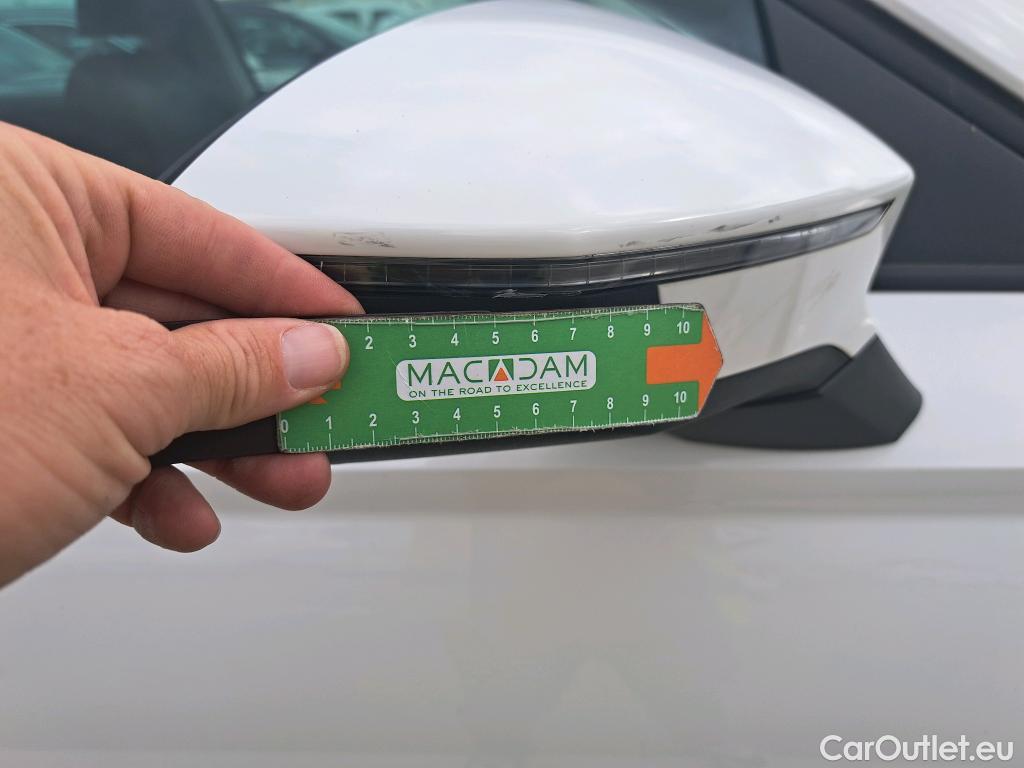 2 3 4 5 6 7 8 9 10
MACADAM
ON THE ROAD TO EXCELLENCE
0 1 2 3 4 5 6 7 8 9 10
CarOutlet.eu